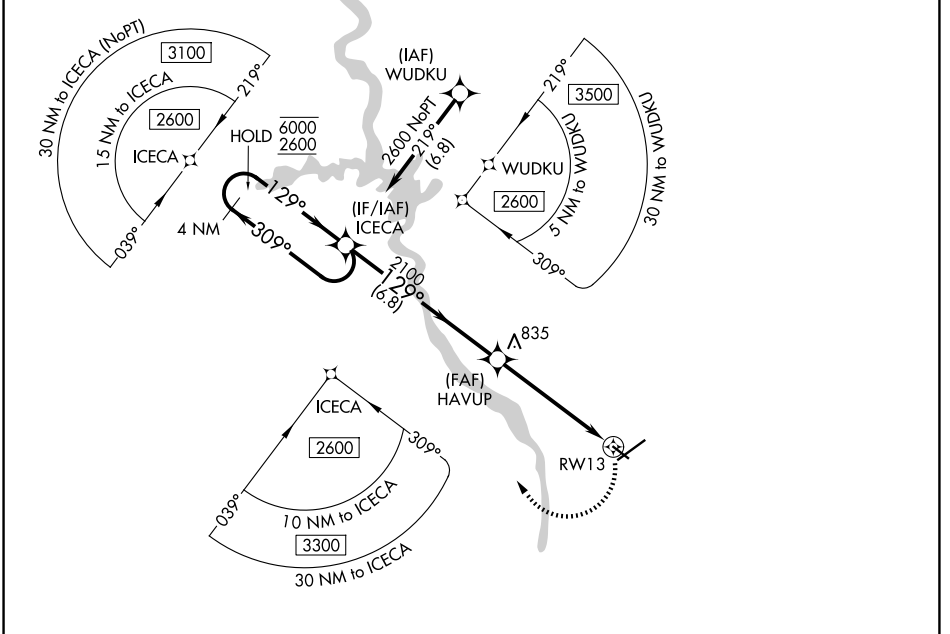 30 NM to ICECA (NoPT)
3100
219°
15 NM to ICECA
2600
ICECA
039°
HOLD
6000
2600
4 NM
129°
309°
(IF/IAF)
ICECA
(IAF)
WUDKU
2600 NoPT
219°
(6.8)
219°
3500
WUDKU
2600
5 NM to WUDKU
30 NM to WUDKU
309°
2100
129°
(6.8)
835
(FAF)
HAVUP
RW13
ICECA
2600
309°
039°
10 NM to ICECA
3300
30 NM to ICECA